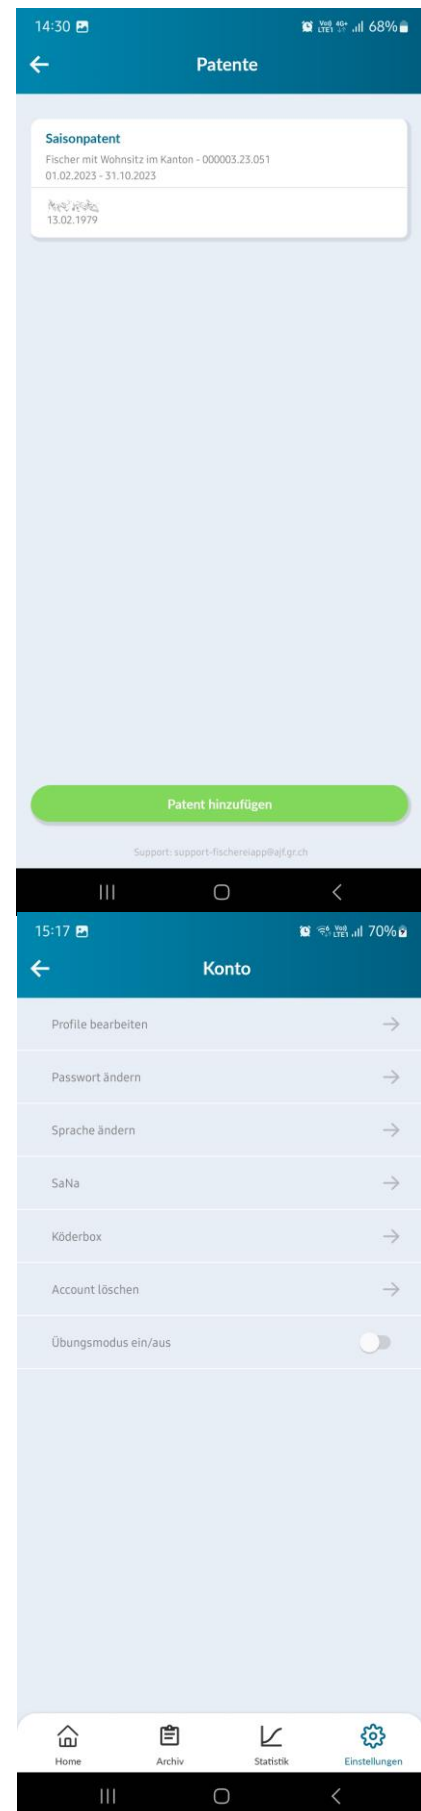 14:30 68%
Patente
Saisonpatent
Fischer mit Wohnsitz im Kanton - 000003.23.051
01.02.2023 - 31.10.2023
13.02.1979
Patent hinzufügen
Support: support-fischereiapp@ajf.gr.ch
15:17 70%
Konto
Profile bearbeiten
Passwort ändern
Sprache ändern
SaNa
Köderbox
Account löschen
Übungsmodus ein/aus
Home Archiv Statistik Einstellungen